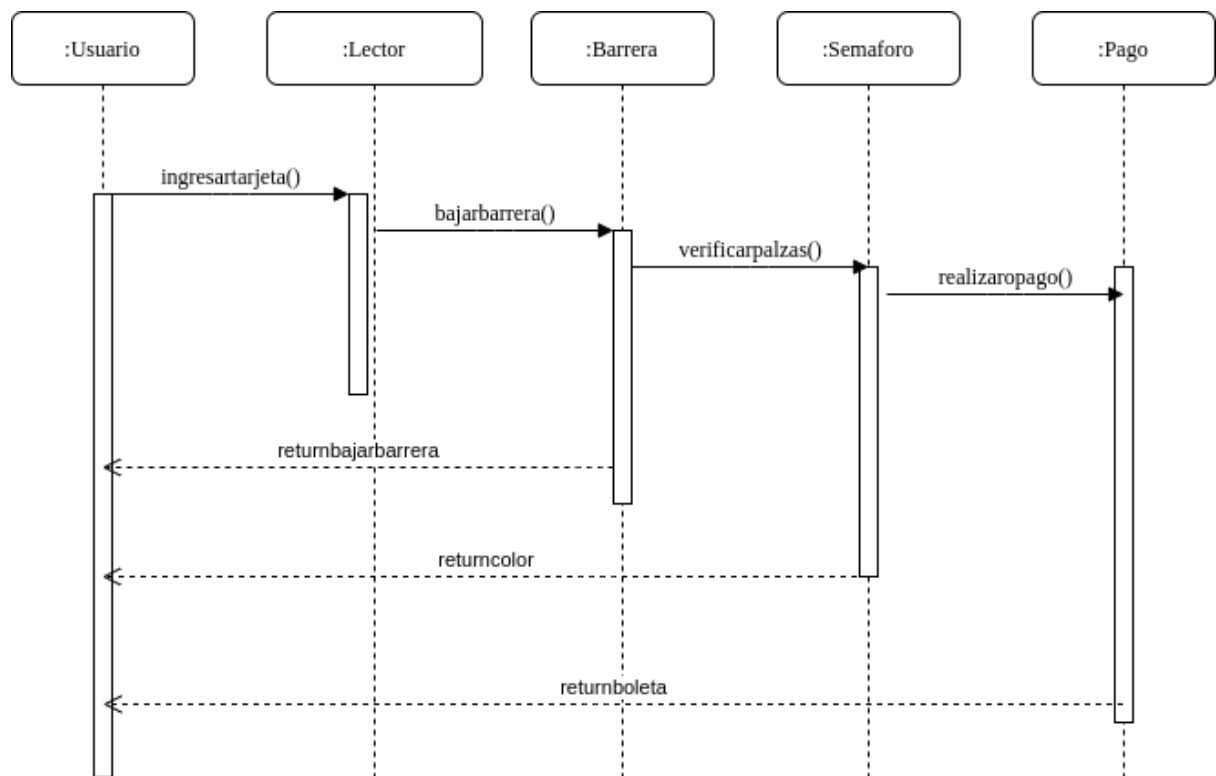 :Usuario
:Lector
:Barrera
:Semaforo
:Pago
ingresartarjeta()
bajarbarrera()
verificarpalzas()
realizaropago()
returnbajarbarrera
returncolor
returnboleta